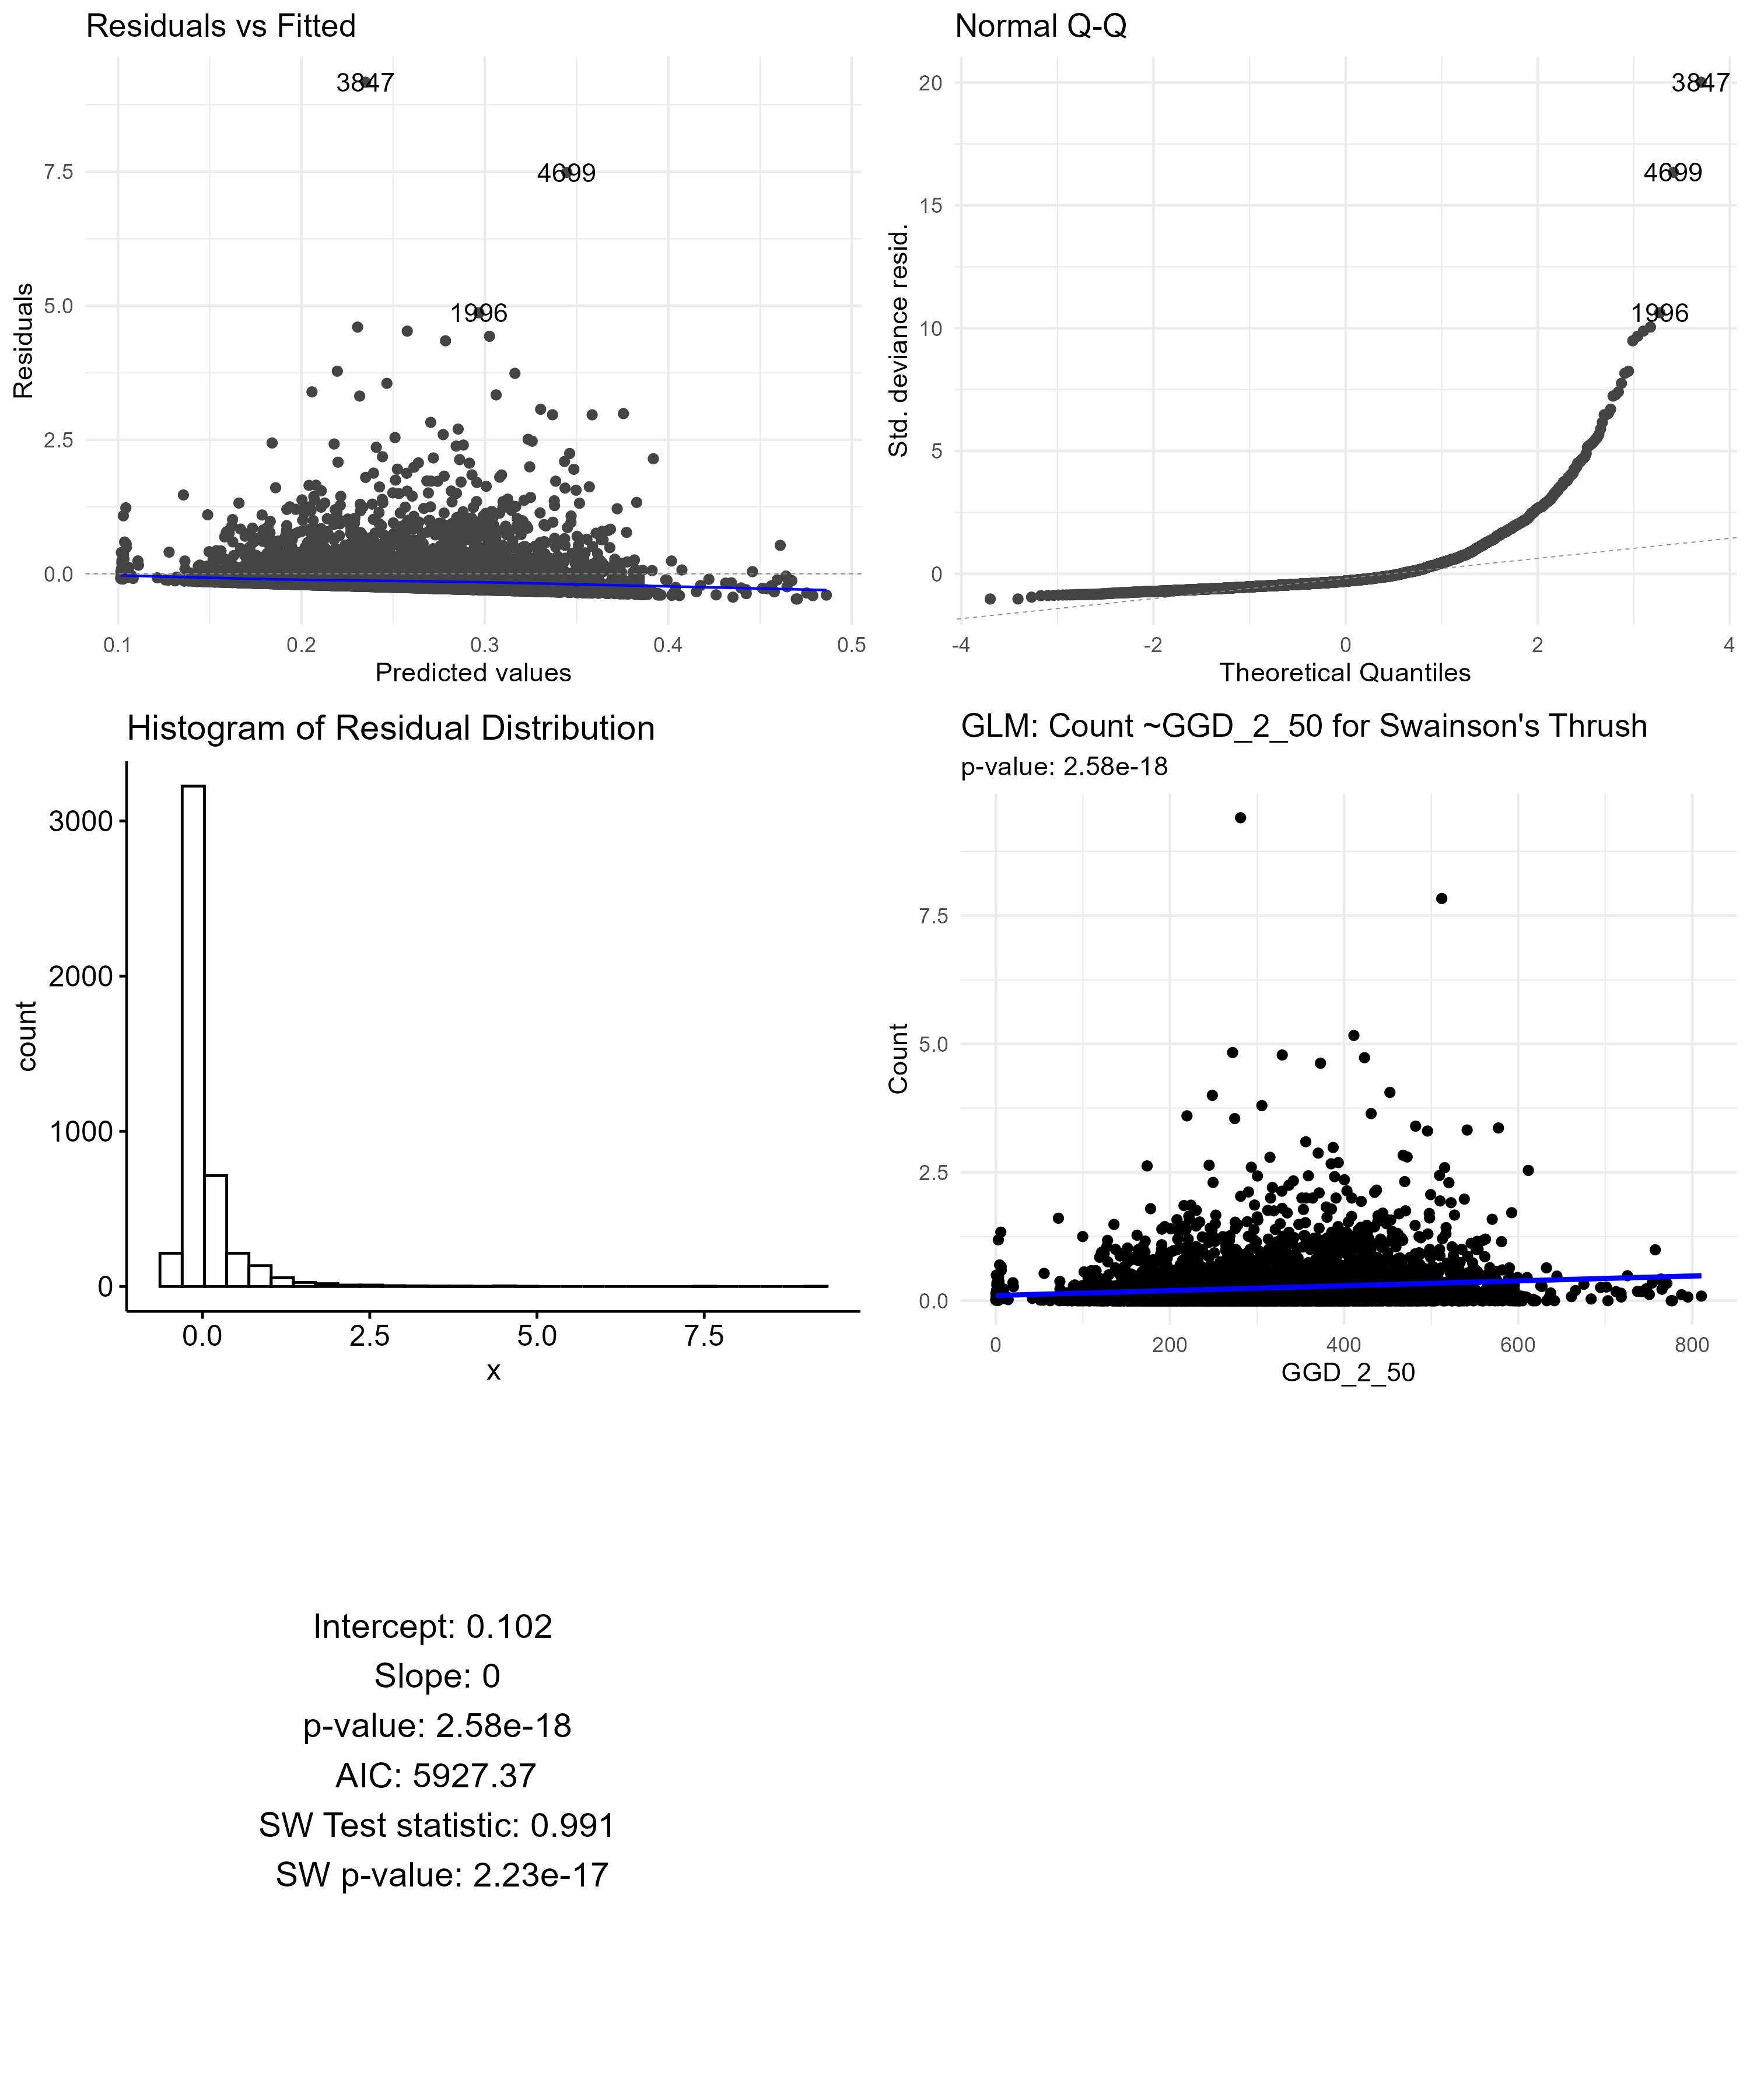 Residuals vs Fitted
3847
4699
1996
7.5
5.0
2.5
0.0
0.1
0.2
0.3
0.4
0.5
Residuals
Predicted values
Normal Q-Q
3847
4699
1996
20
15
10
5
0
-4
-2
0
2
4
Std. deviance resid.
Theoretical Quantiles
Histogram of Residual Distribution
3000
2000
1000
0
0.0
2.5
5.0
7.5
count
x
GLM: Count ~GGD_2_50 for Swainson's Thrush
p-value: 2.58e-18
7.5
5.0
2.5
0.0
0
200
400
600
800
Count
GGD_2_50
Intercept: 0.102
Slope: 0
p-value: 2.58e-18
AIC: 5927.37
SW Test statistic: 0.991
SW p-value: 2.23e-17